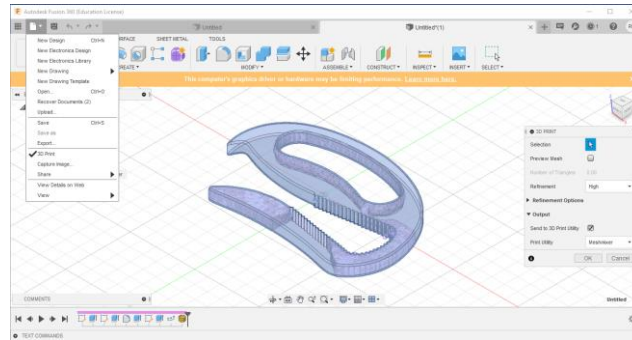 Autodesk Fusion 360 (Education License)
Untitled
Untitled*(1)
New Design Ctrl+N
New Electronics Design
New Electronics Library
New Drawing
New Drawing Template
Open... Ctrl+O
Recover Documents (2)
Upload...
Save Ctrl+S
Save as
Export...
3D Print
Capture Image...
Share
View Details on Web
View
SHEET METAL
TOOLS
MODIFY
ASSEMBLE
CONSTRUCT
INSPECT
INSERT
SELECT
This computer's graphics driver or hardware may be limiting performance. Learn more here.
3D PRINT
Selection
Preview Mesh
Number of Triangles 0.00
Refinement High
Refinement Options
Output
Send to 3D Print Utility
Print Utility Meshmixer
OK Cancel
COMMENTS
Untitled
TEXT COMMANDS